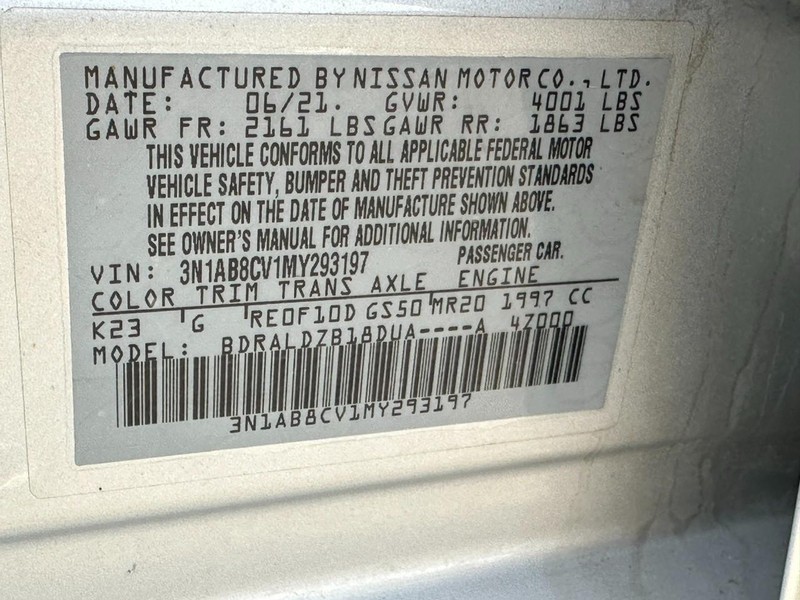 MANUFACTURED BY NISSAN MOTOR CO., LTD.
DATE: 06/21. GVWR: 4001 LBS
GAWR FR: 2161 LBS GAWR RR: 1863 LBS
THIS VEHICLE CONFORMS TO ALL APPLICABLE FEDERAL MOTOR
VEHICLE SAFETY, BUMPER AND THEFT PREVENTION STANDARDS
IN EFFECT ON THE DATE OF MANUFACTURE SHOWN ABOVE.
SEE OWNER'S MANUAL FOR ADDITIONAL INFORMATION.
PASSENGER CAR.
VIN: 3N1AB8CV1MY293197
COLOR TRIM TRANS AXLE ENGINE
K23 G RE0F10D GS50 MR20 1997 CC
MODEL: BDRALDZB18DUA----A 4Z000
3N1AB8CV1MY293197